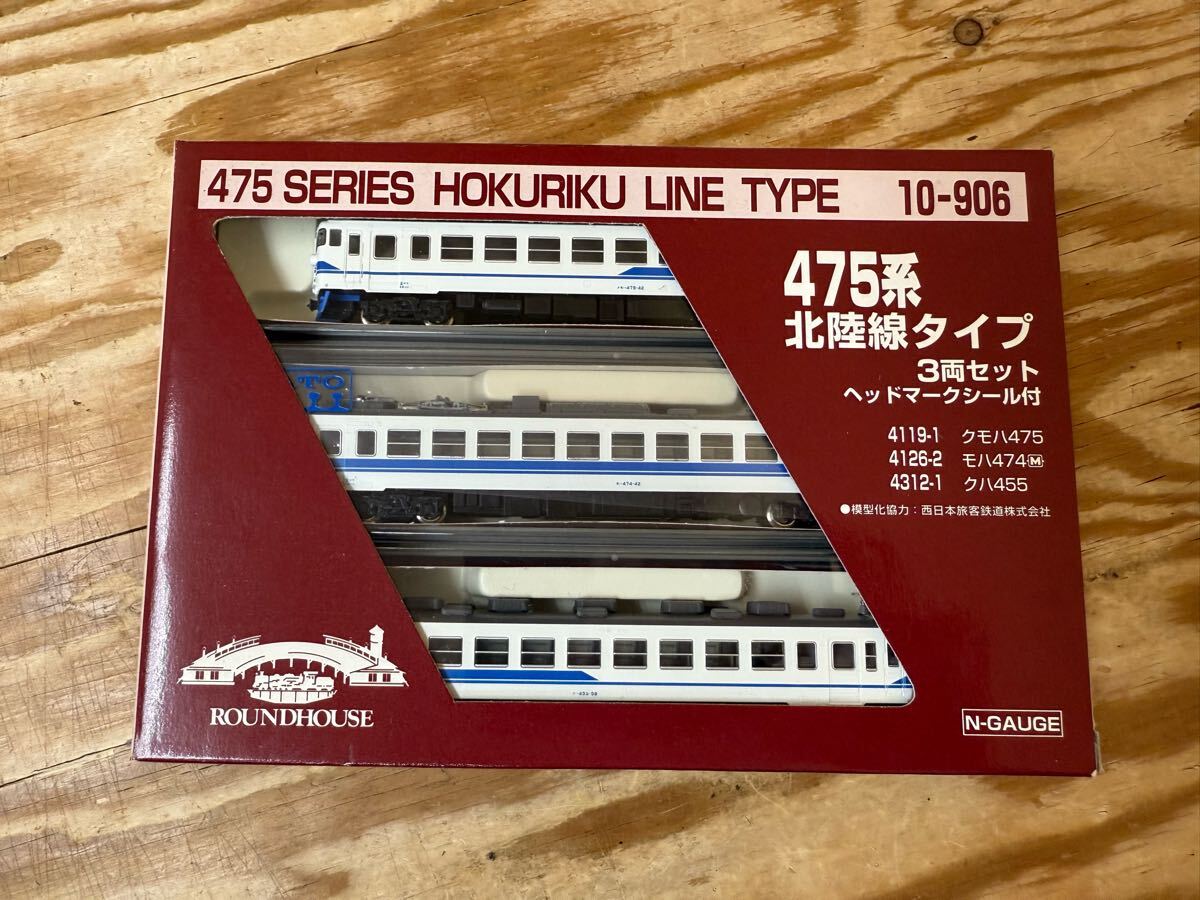 475 SERIES HOKURIKU LINE TYPE 10-906
475系
北陸線タイプ
3両セット
ヘッドマークシール付
4119-1 クモハ475
4126-2 モハ474 M
4312-1 クハ455
●模型化協力：西日本旅客鉄道株式会社
ROUNDHOUSE
N-GAUGE